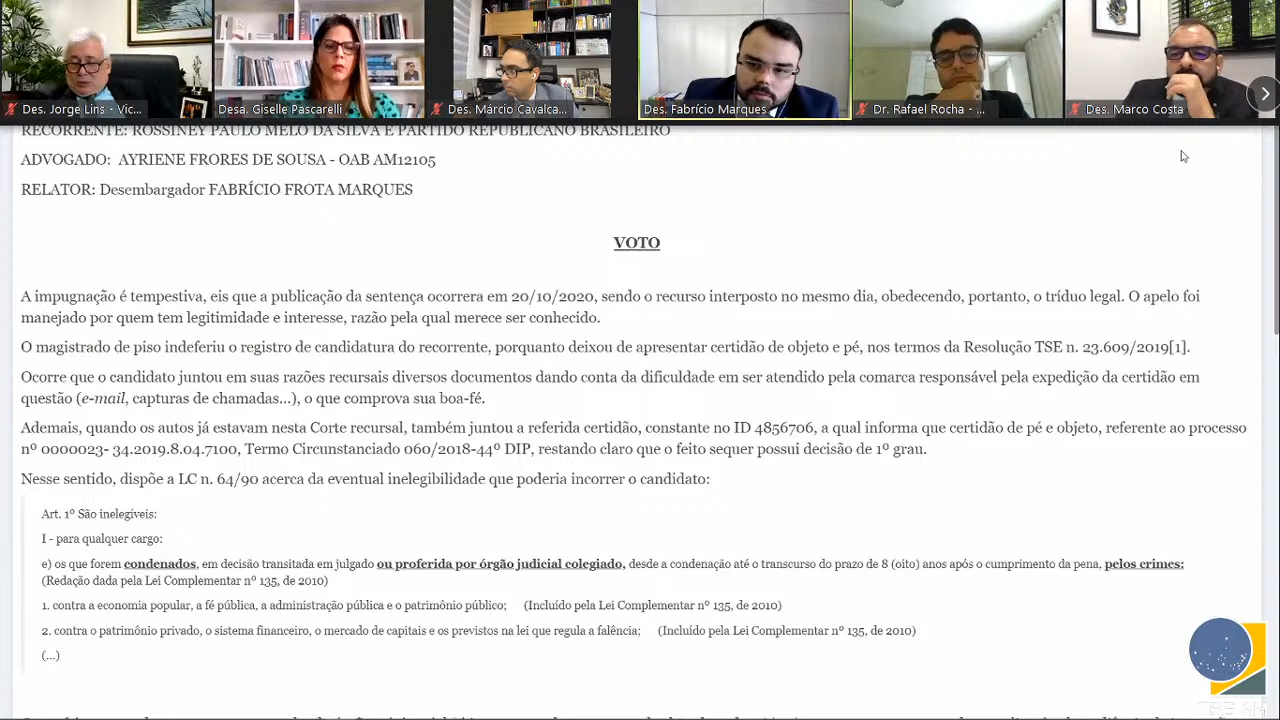 Des. Jorge Lins - Vic...
Desa. Giselle Pascarelli
Des. Márcio Cavalca...
Des. Fabrício Marques
Dr. Rafael Rocha - ...
Des. Marco Costa
RECORRENTE: ROSSINEY PAULO MELO DA SILVA E PARTIDO REPUBLICANO BRASILEIRO
ADVOGADO: AYRIENE FRORES DE SOUSA - OAB AM12105
RELATOR: Desembargador FABRÍCIO FROTA MARQUES
VOTO
A impugnação é tempestiva, eis que a publicação da sentença ocorrera em 20/10/2020, sendo o recurso interposto no mesmo dia, obedecendo, portanto, o tríduo legal. O apelo foi
manejado por quem tem legitimidade e interesse, razão pela qual merece ser conhecido.
O magistrado de piso indeferiu o registro de candidatura do recorrente, porquanto deixou de apresentar certidão de objeto e pé, nos termos da Resolução TSE n. 23.609/2019[1].
Ocorre que o candidato juntou em suas razões recursais diversos documentos dando conta da dificuldade em ser atendido pela comarca responsável pela expedição da certidão em
questão (e-mail, capturas de chamadas...), o que comprova sua boa-fé.
Ademais, quando os autos já estavam nesta Corte recursal, também juntou a referida certidão, constante no ID 4856706, a qual informa que certidão de pé e objeto, referente ao processo
nº 0000023- 34.2019.8.04.7100, Termo Circunstanciado 060/2018-44º DIP, restando claro que o feito sequer possui decisão de 1º grau.
Nesse sentido, dispõe a LC n. 64/90 acerca da eventual inelegibilidade que poderia incorrer o candidato:
Art. 1º São inelegíveis:
I - para qualquer cargo:
e) os que forem condenados, em decisão transitada em julgado ou proferida por órgão judicial colegiado, desde a condenação até o transcurso do prazo de 8 (oito) anos após o cumprimento da pena, pelos crimes:
(Redação dada pela Lei Complementar nº 135, de 2010)
1. contra a economia popular, a fé pública, a administração pública e o patrimônio público; (Incluído pela Lei Complementar nº 135, de 2010)
2. contra o patrimônio privado, o sistema financeiro, o mercado de capitais e os previstos na lei que regula a falência; (Incluído pela Lei Complementar nº 135, de 2010)
(...)
TRE-AM